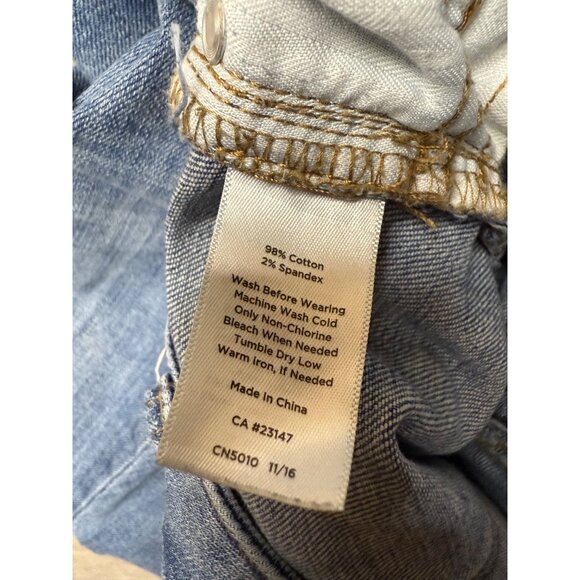 98% Cotton
2% Spandex
Wash Before Wearing
Machine Wash Cold
Only Non-Chlorine
Bleach When Needed
Tumble Dry Low
Warm Iron, If Needed
Made in China
CA #23147
CN5010 11/16